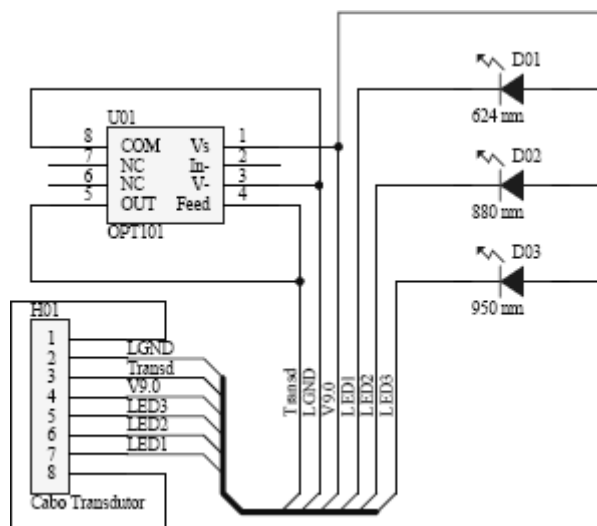 D01
624 nm
U01
8 COM Vs 1
7 NC In- 2
6 NC V- 3
5 OUT Feed 4
OPT101
D02
880 nm
D03
950 nm
H01
1
2 LGND
3 Transd
4 V9.0
5 LED3
6 LED2
7 LED1
8
Cabo Transdutor
Transd
LGND
V9.0
LED1
LED2
LED3